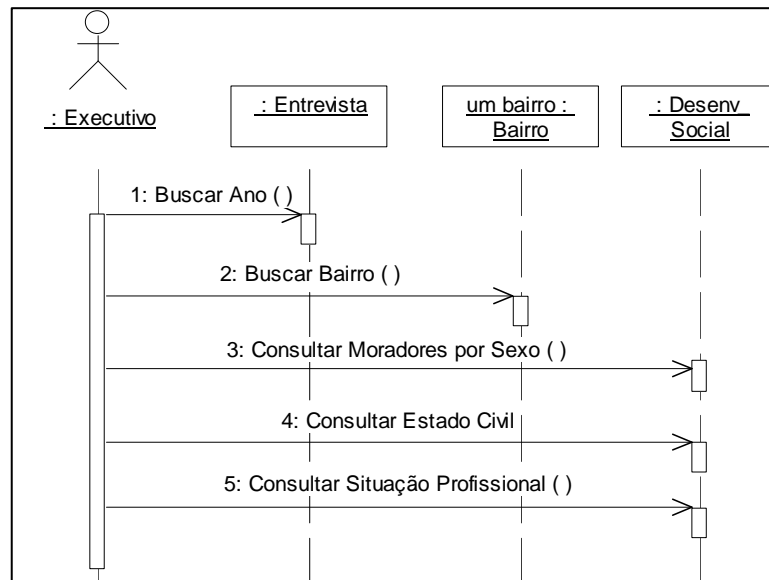 : Executivo
: Entrevista
um bairro :
Bairro
: Desenv_
Social
1: Buscar Ano ( )
2: Buscar Bairro ( )
3: Consultar Moradores por Sexo ( )
4: Consultar Estado Civil
5: Consultar Situação Profissional ( )